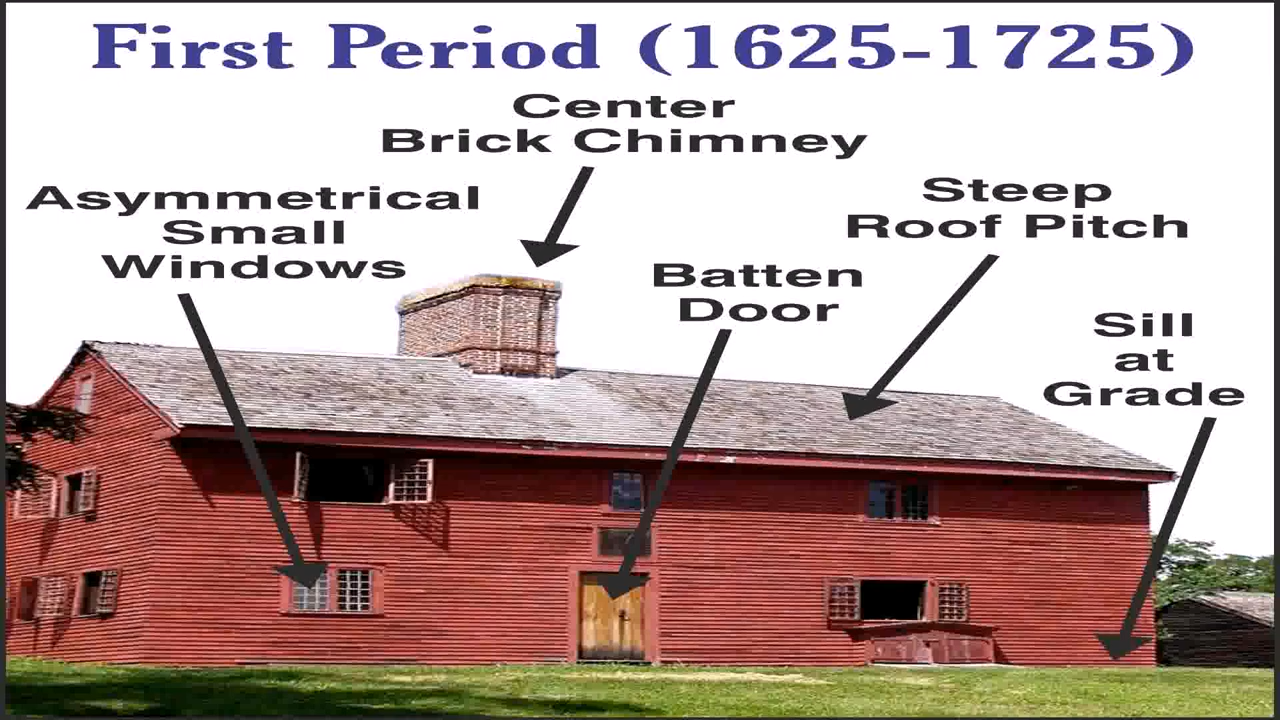 First Period (1625-1725)
Center
Brick Chimney
Asymmetrical
Small
Windows
Steep
Roof Pitch
Batten
Door
Sill
at
Grade